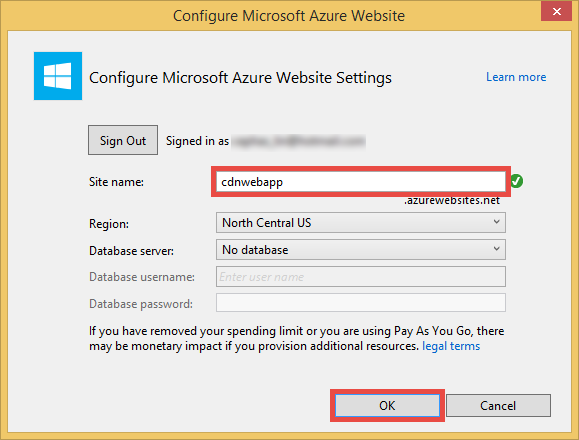 Configure Microsoft Azure Website
Configure Microsoft Azure Website Settings
Learn more
Sign Out Signed in as
Site name: cdnwebapp
.azurewebsites.net
Region: North Central US
Database server: No database
Database username: Enter user name
Database password:
If you have removed your spending limit or you are using Pay As You Go, there
may be monetary impact if you provision additional resources. legal terms
OK Cancel